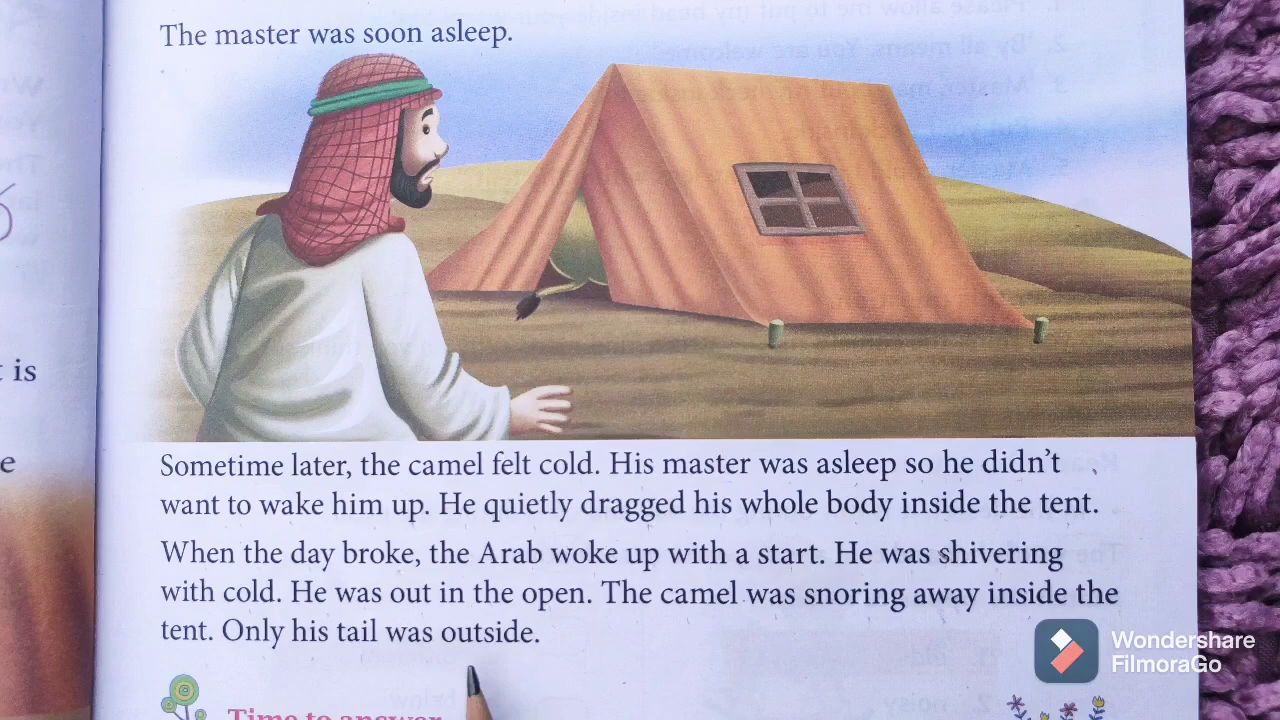 The master was soon asleep.
t is
e
Sometime later, the camel felt cold. His master was asleep so he didn't
want to wake him up. He quietly dragged his whole body inside the tent.
When the day broke, the Arab woke up with a start. He was shivering
with cold. He was out in the open. The camel was snoring away inside the
tent. Only his tail was outside.
Time to answer
Wondershare
FilmoraGo